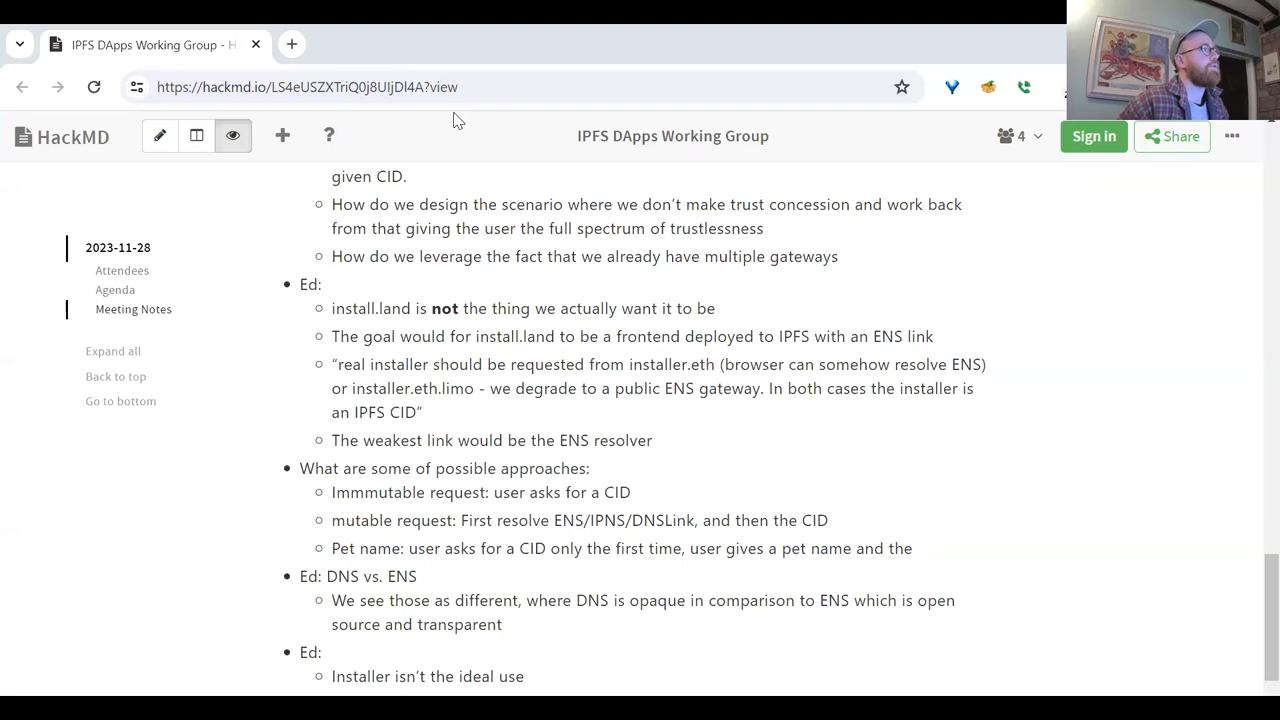 IPFS DApps Working Group - H
https://hackmd.io/LS4eUSZXTriQ0j8UIjDl4A?view
HackMD
IPFS DApps Working Group
4
Sign in
Share
2023-11-28
Attendees
Agenda
Meeting Notes
Expall all
Back to top
Go to bottom
given CID.
How do we design the scenario where we don't make trust concession and work back
from that giving the user the full spectrum of trustlessness
How do we leverage the fact that we already have multiple gateways
Ed:
install.land is not the thing we actually want it to be
The goal would for install.land to be a frontend deployed to IPFS with an ENS link
“real installer should be requested from installer.eth (browser can somehow resolve ENS)
or installer.eth.limo - we degrade to a public ENS gateway. In both cases the installer is
an IPFS CID”
The weakest link would be the ENS resolver
What are some of possible approaches:
Immmutable request: user asks for a CID
mutable request: First resolve ENS/IPNS/DNSLink, and then the CID
Pet name: user asks for a CID only the first time, user gives a pet name and the
Ed: DNS vs. ENS
We see those as different, where DNS is opaque in comparison to ENS which is open
source and transparent
Ed:
Installer isn't the ideal use